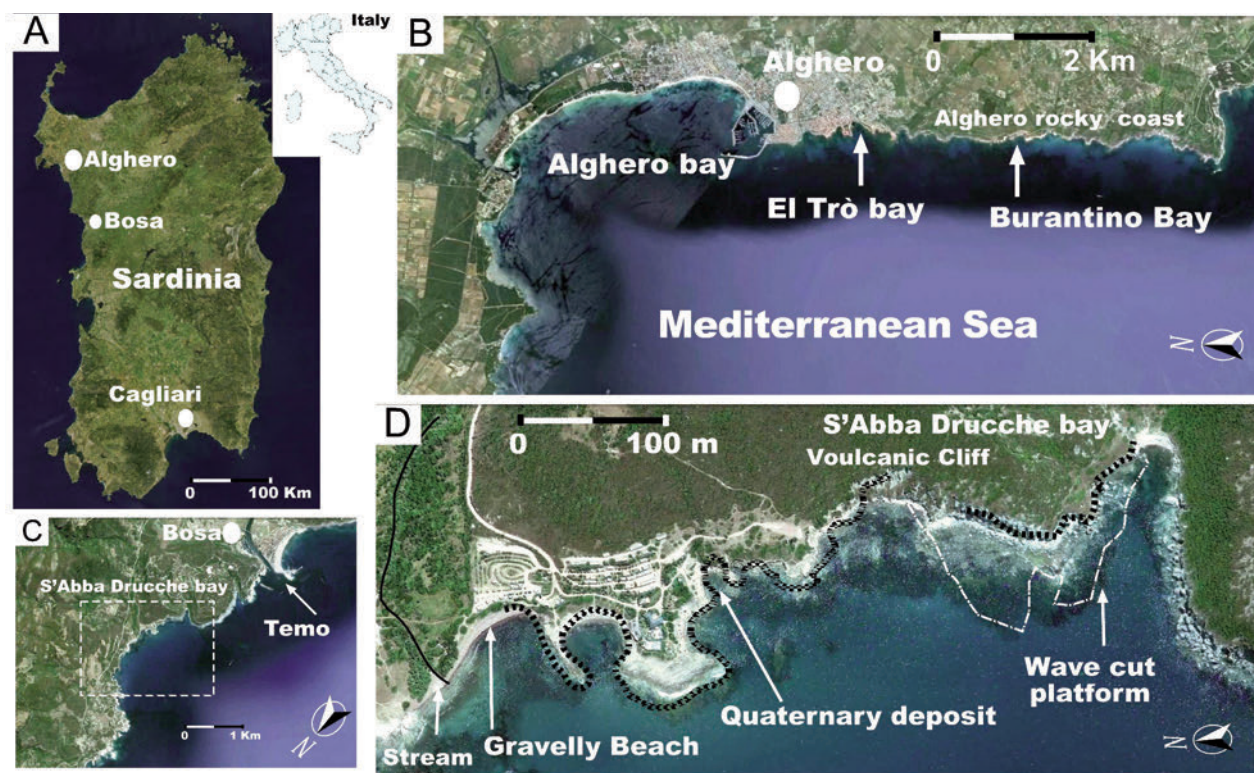 A
Italy
Alghero
Bosa
Sardinia
Cagliari
0 100 Km
B
0 2 Km
Alghero
Alghero rocky coast
Alghero bay
El Trò bay
Burantino Bay
Mediterranean Sea
N
C
Bosa
S'Abba Drucche bay
Temo
0 1 Km
N
D
0 100 m
S'Abba Drucche bay
Voulcanic Cliff
Wave cut
platform
Quaternary deposit
Gravelly Beach
Stream
N